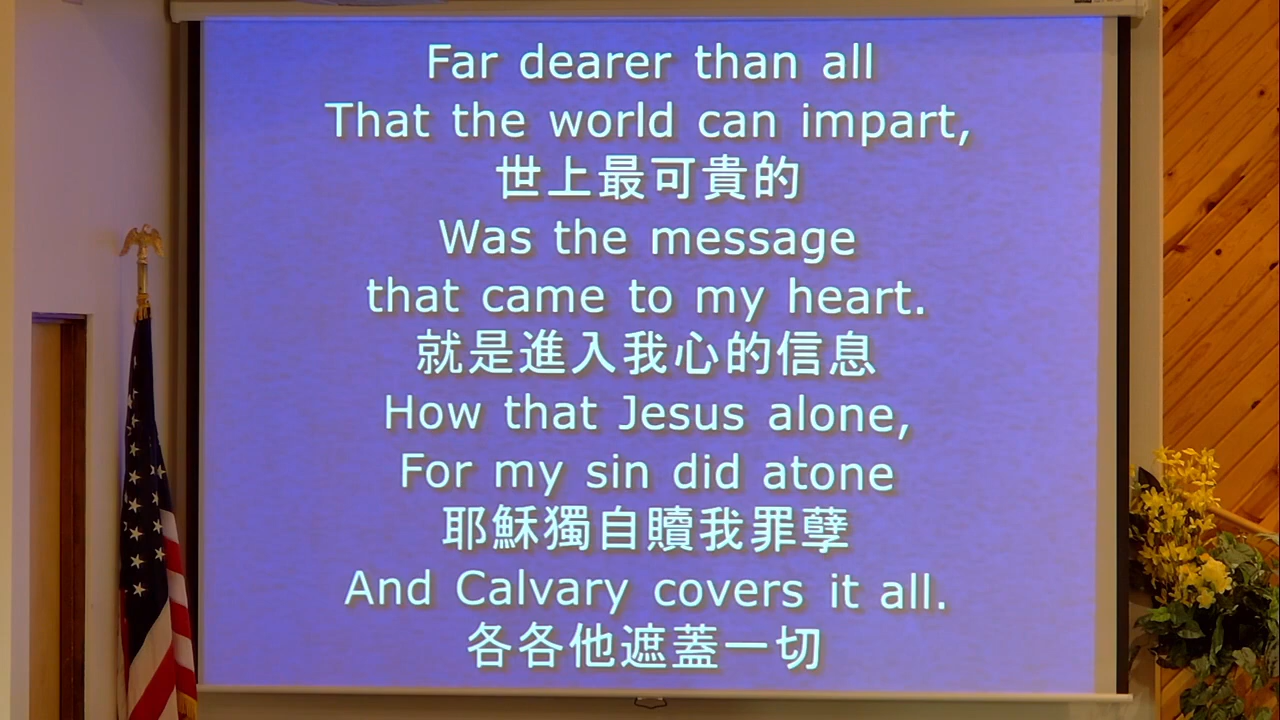 Far dearer than all
That the world can impart,
世上最可貴的
Was the message
that came to my heart.
就是進入我心的信息
How that Jesus alone,
For my sin did atone
耶穌獨自贖我罪孽
And Calvary covers it all.
各各他遮蓋一切